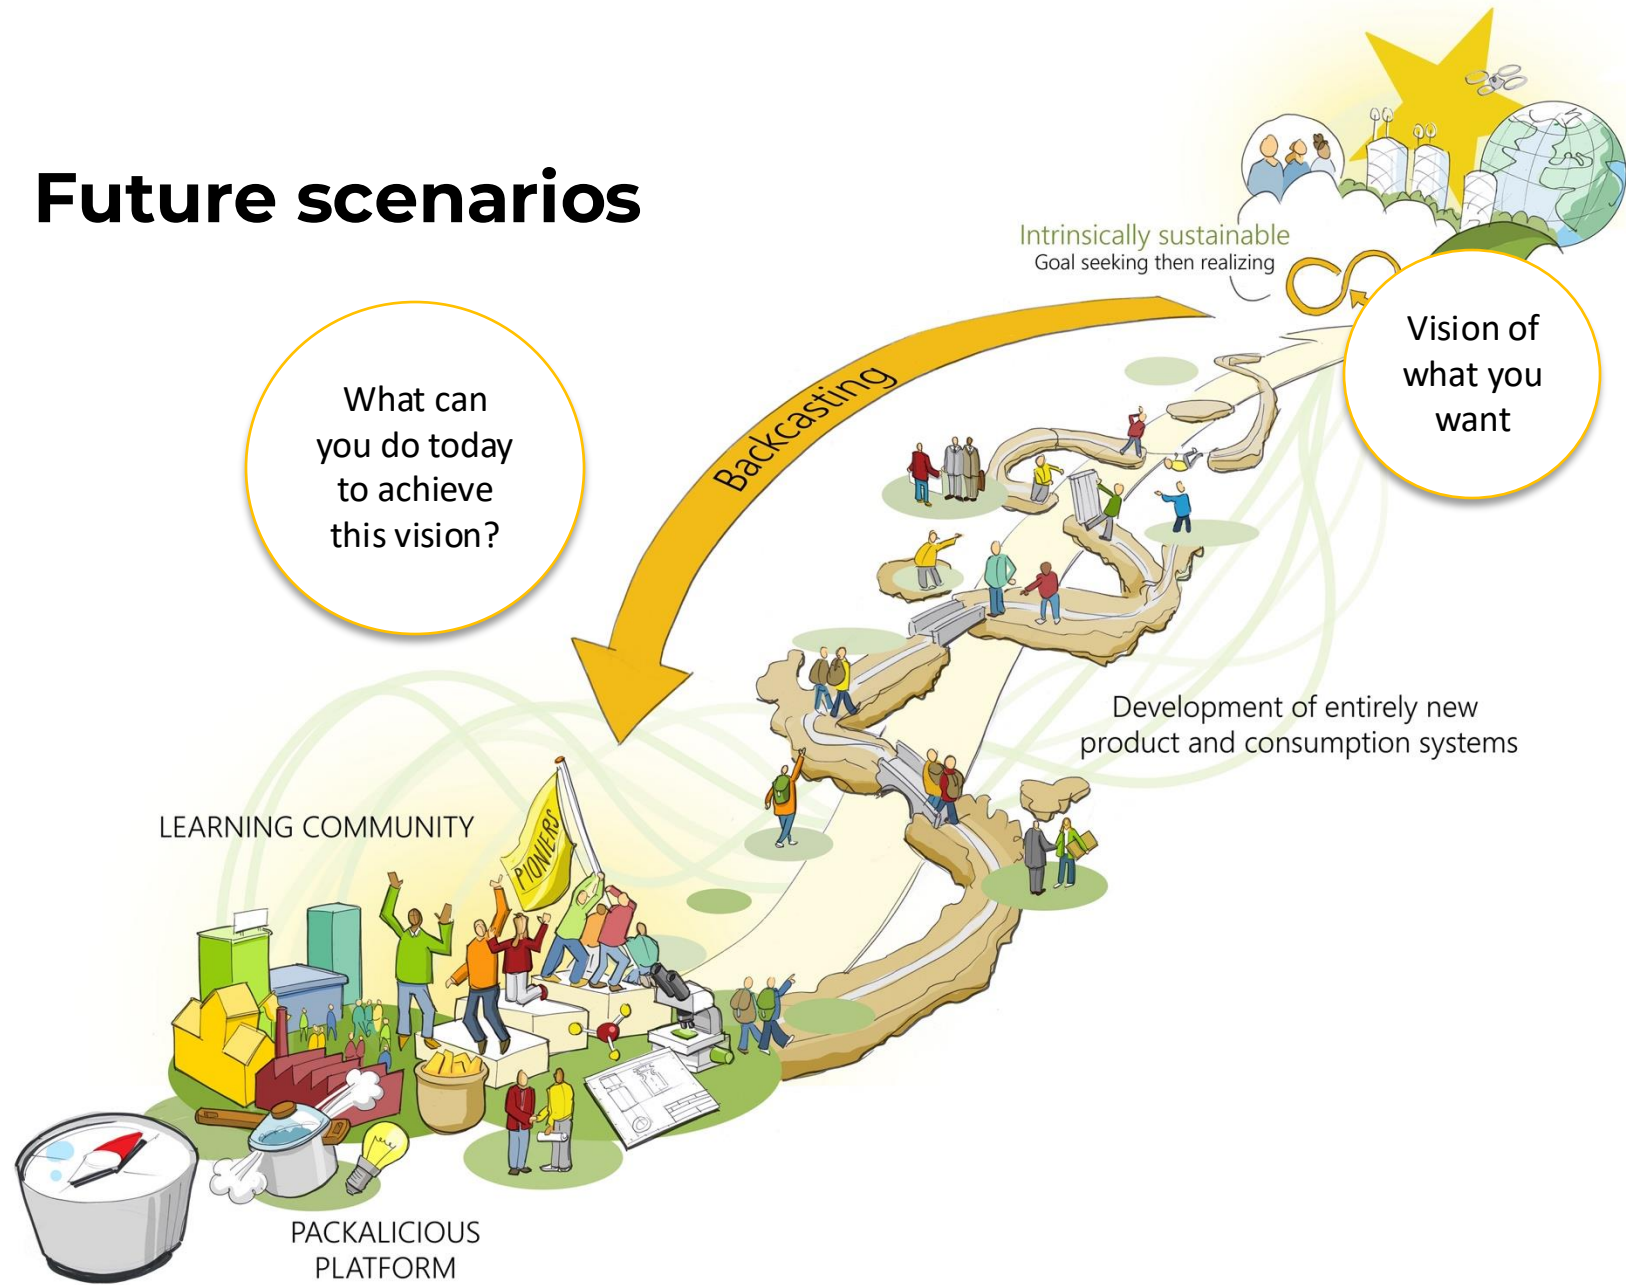 Future scenarios
Intrinsically sustainable
Goal seeking then realizing
Vision of
what you
want
What can
you do today
to achieve
this vision?
Backcasting
Development of entirely new
product and consumption systems
LEARNING COMMUNITY
PIONIERS
PACKALICIOUS
PLATFORM